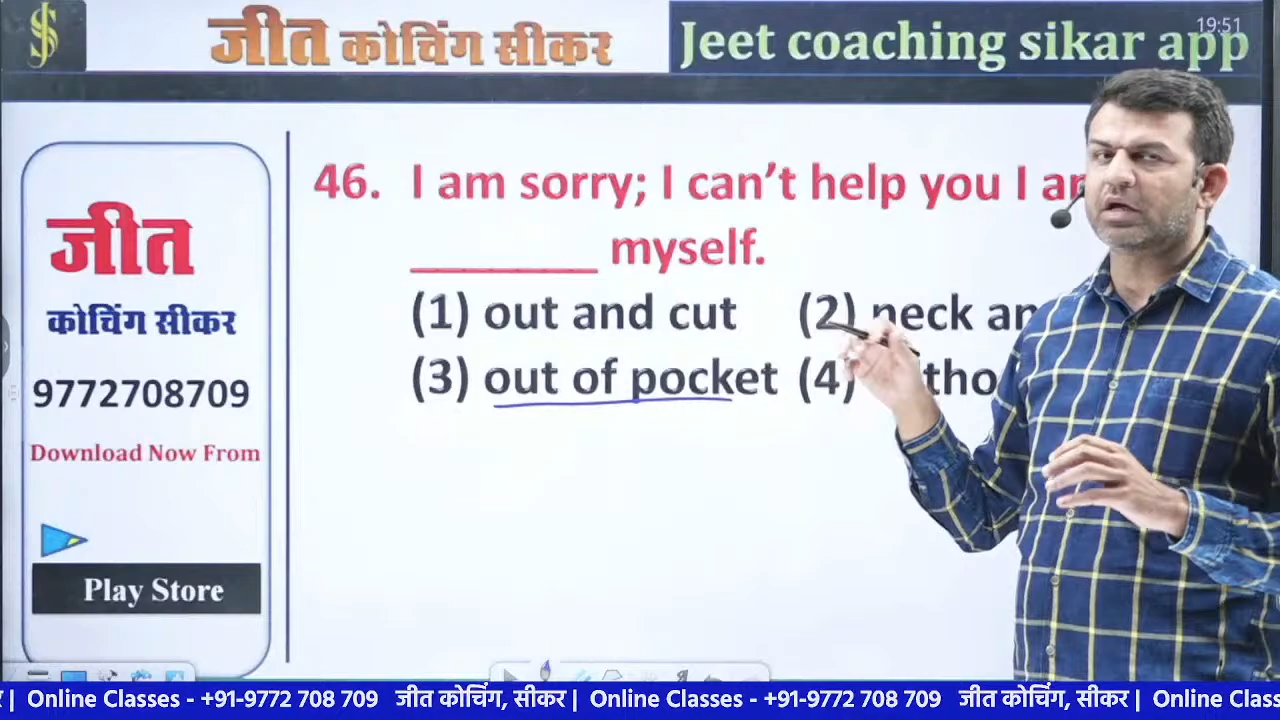 जीत कोचिंग सीकर
Jeet coaching sikar app
19:51
जीत
कोचिंग सीकर
9772708709
Download Now From
Play Store
46. I am sorry; I can't help you I
_______ myself.
(1) out and cut (2) neck
(3) out of pocket (4)
Online Classes - +91-9772 708 709 जीत कोचिंग, सीकर | Online Classes - +91-9772 708 709 जीत कोचिंग, सीकर | Online